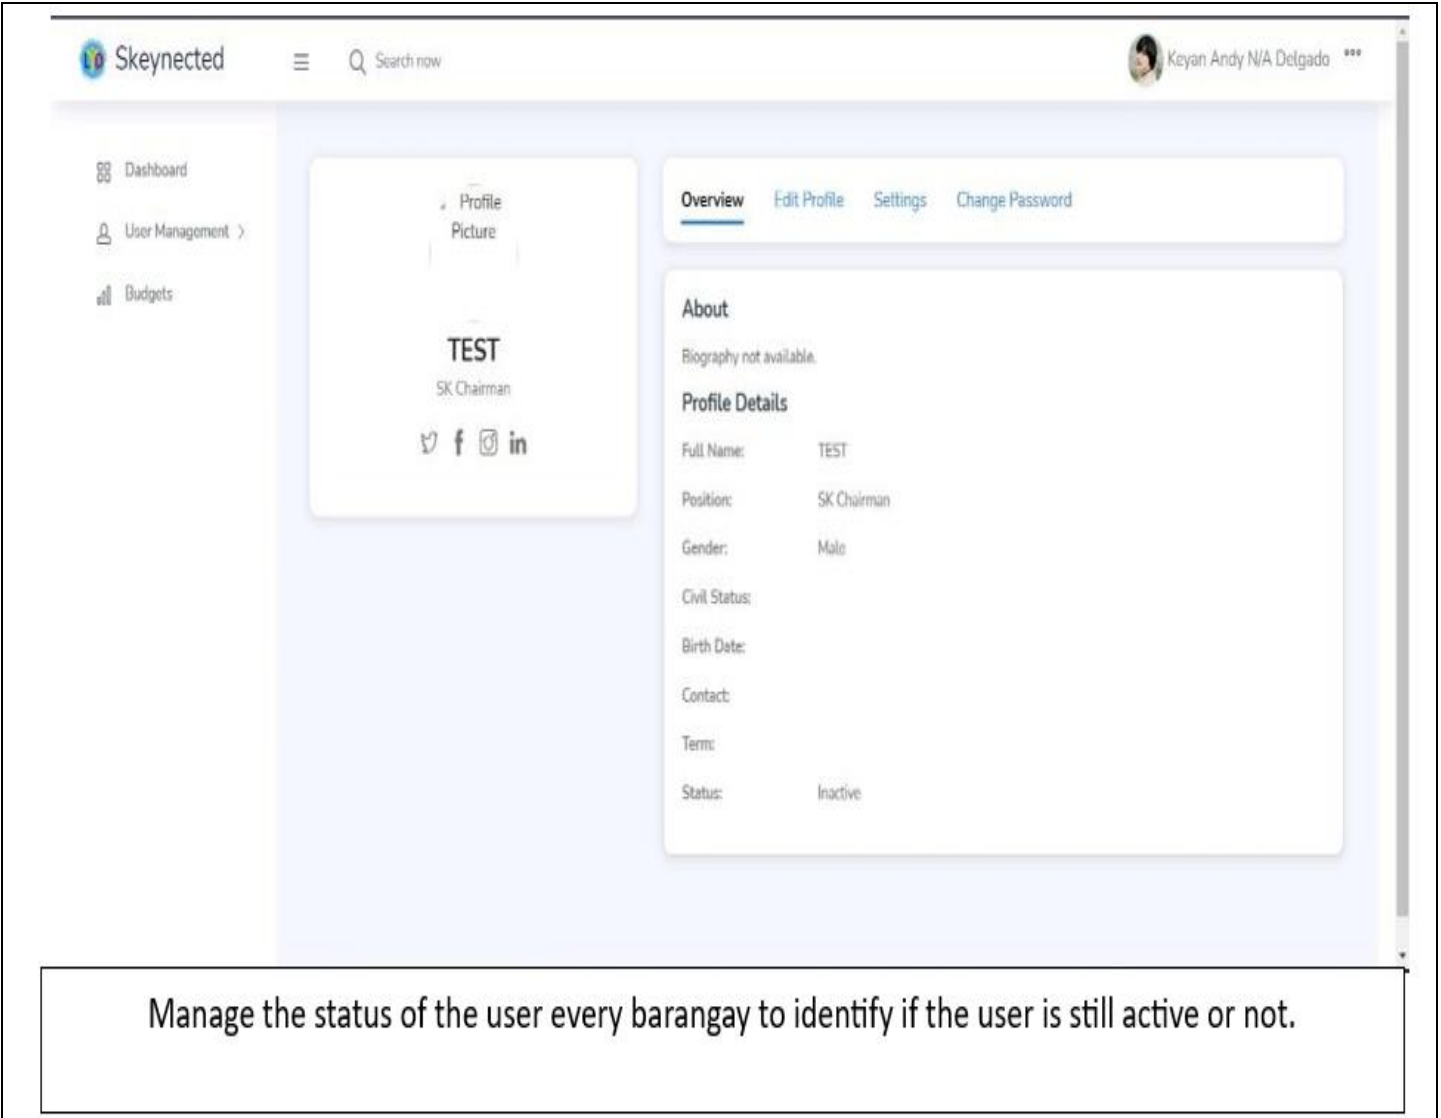 Skeynected
Search now
Keyan Andy N/A Delgado
Dashboard
User Management
Budgets
Profile
Picture
TEST
SK Chairman
Overview Edit Profile Settings Change Password
About
Biography not available.
Profile Details
Full Name: TEST
Position: SK Chairman
Gender: Male
Civil Status:
Birth Date:
Contact:
Term:
Status: Inactive
Manage the status of the user every barangay to identify if the user is still active or not.